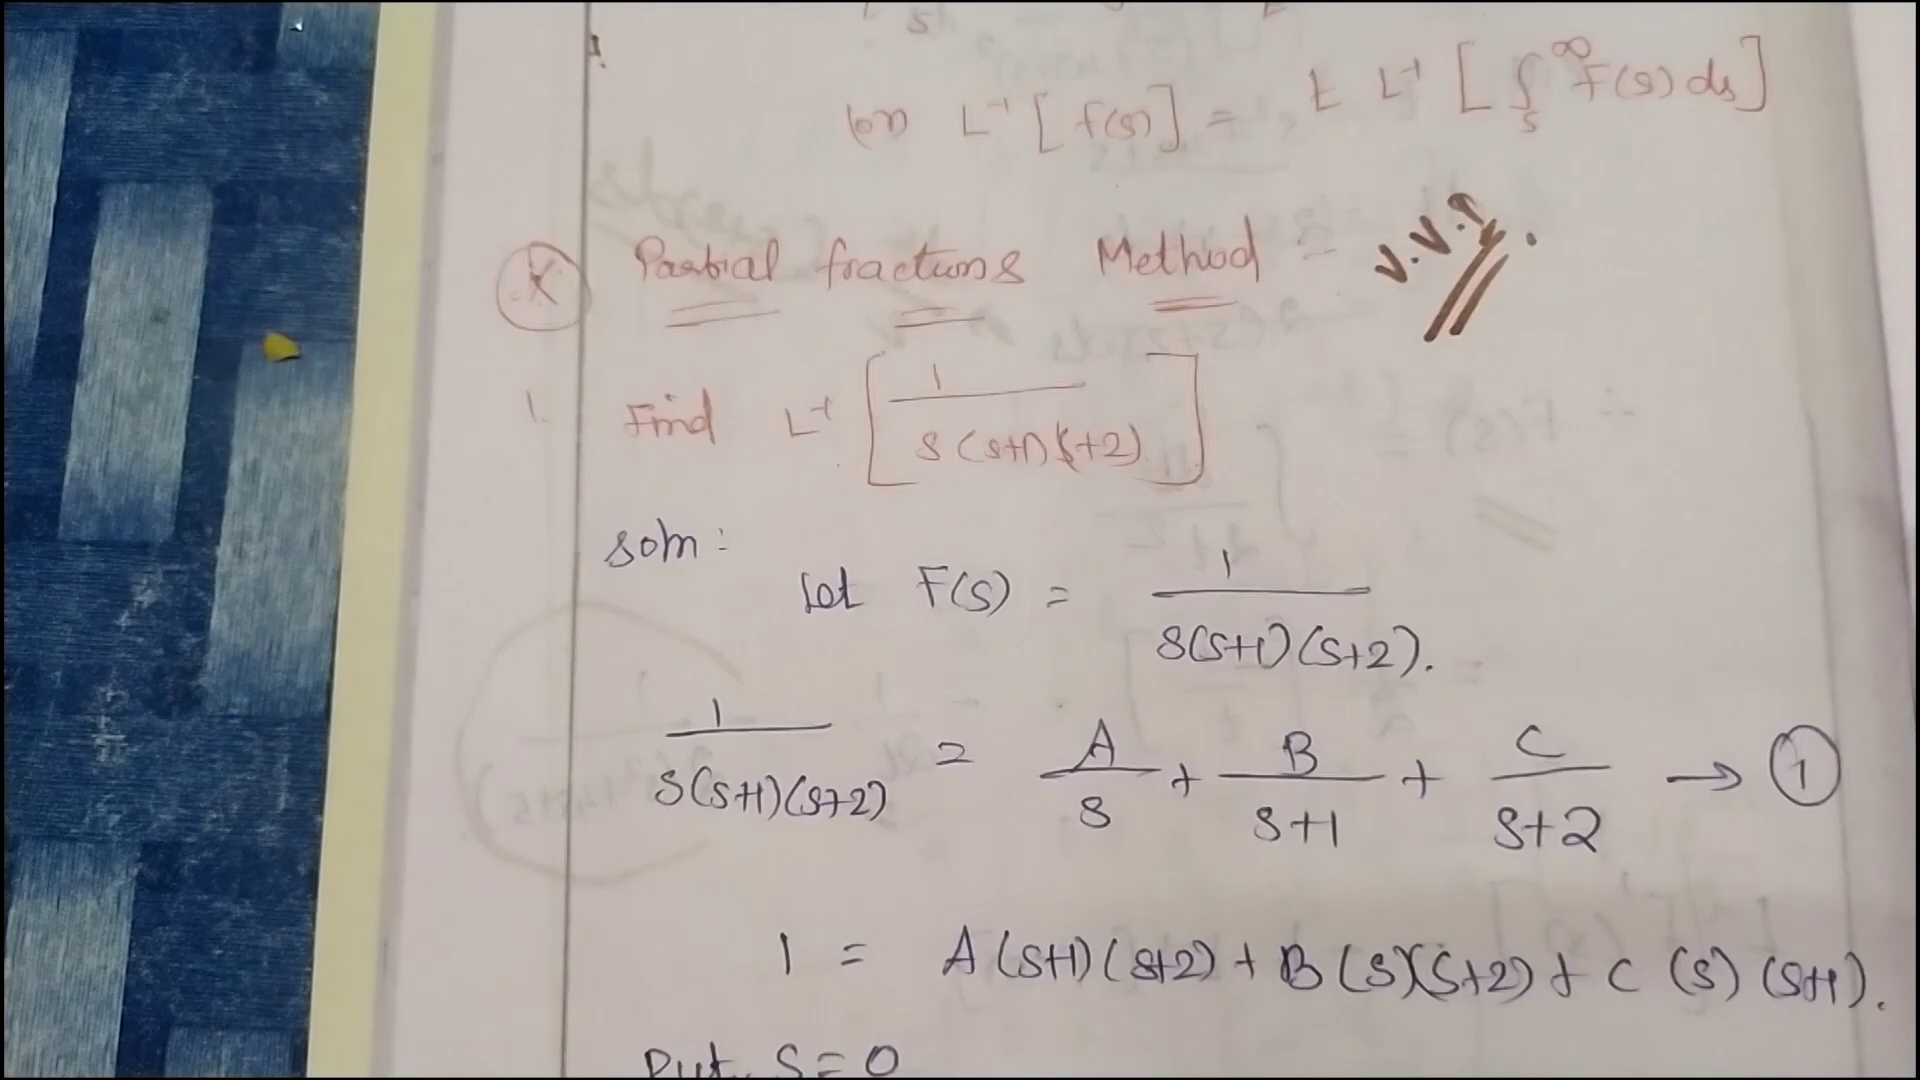 (or) L⁻¹[f(s)] = t L⁻¹[∫ₛ^∞ F(s) ds]
Partial fractions Method :- V.V.I.
1. Find L⁻¹[1/(s(s+1)(s+2))]
soln:
Let F(s) = 1/(s(s+1)(s+2)).
1/(s(s+1)(s+2)) = A/s + B/(s+1) + C/(s+2) → ①
1 = A(s+1)(s+2) + B(s)(s+2) + C(s)(s+1).
Put s=0